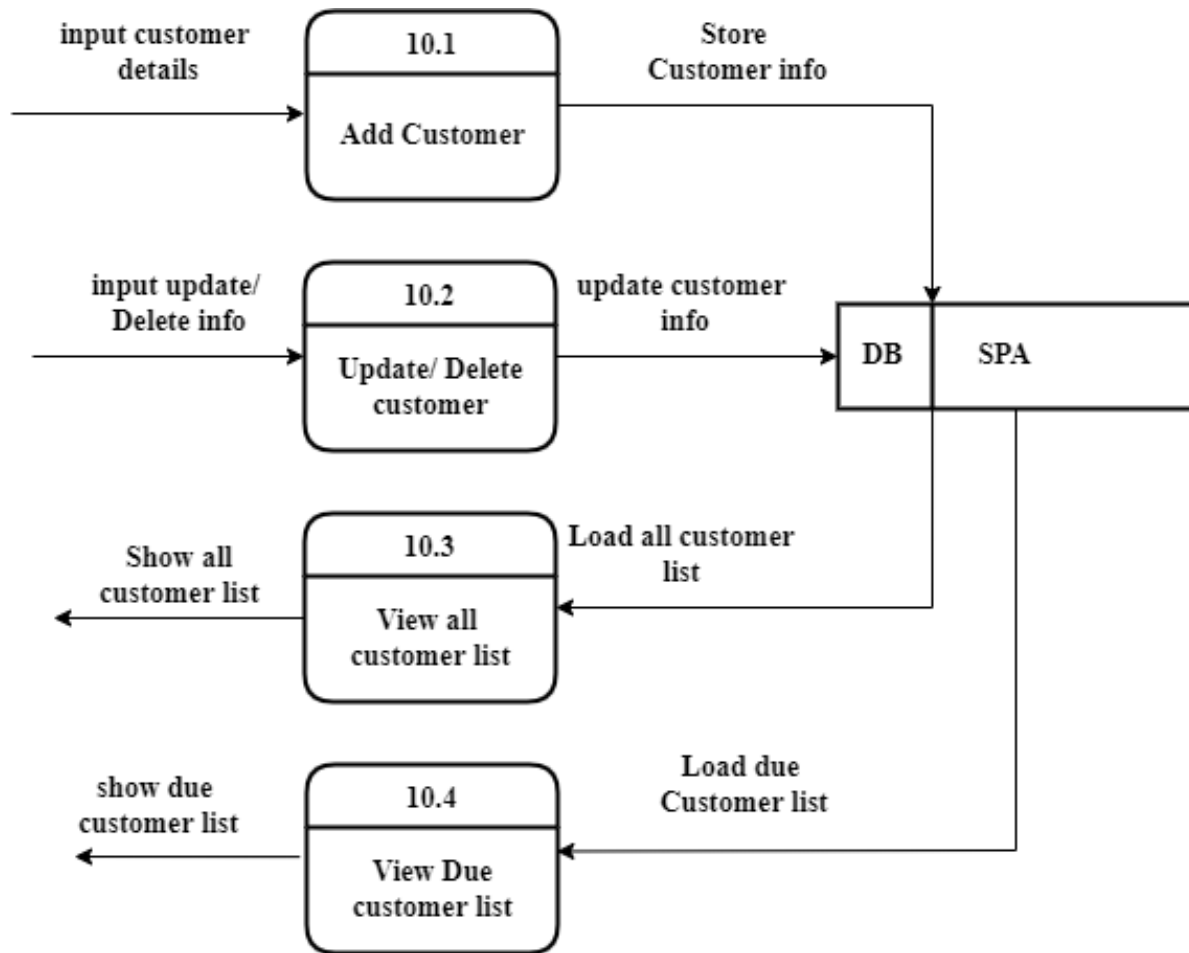 input customer
details
10.1
Add Customer
Store
Customer info
input update/
Delete info
10.2
Update/ Delete
customer
update customer
info
DB
SPA
Show all
customer list
10.3
View all
customer list
Load all customer
list
show due
customer list
10.4
View Due
customer list
Load due
Customer list